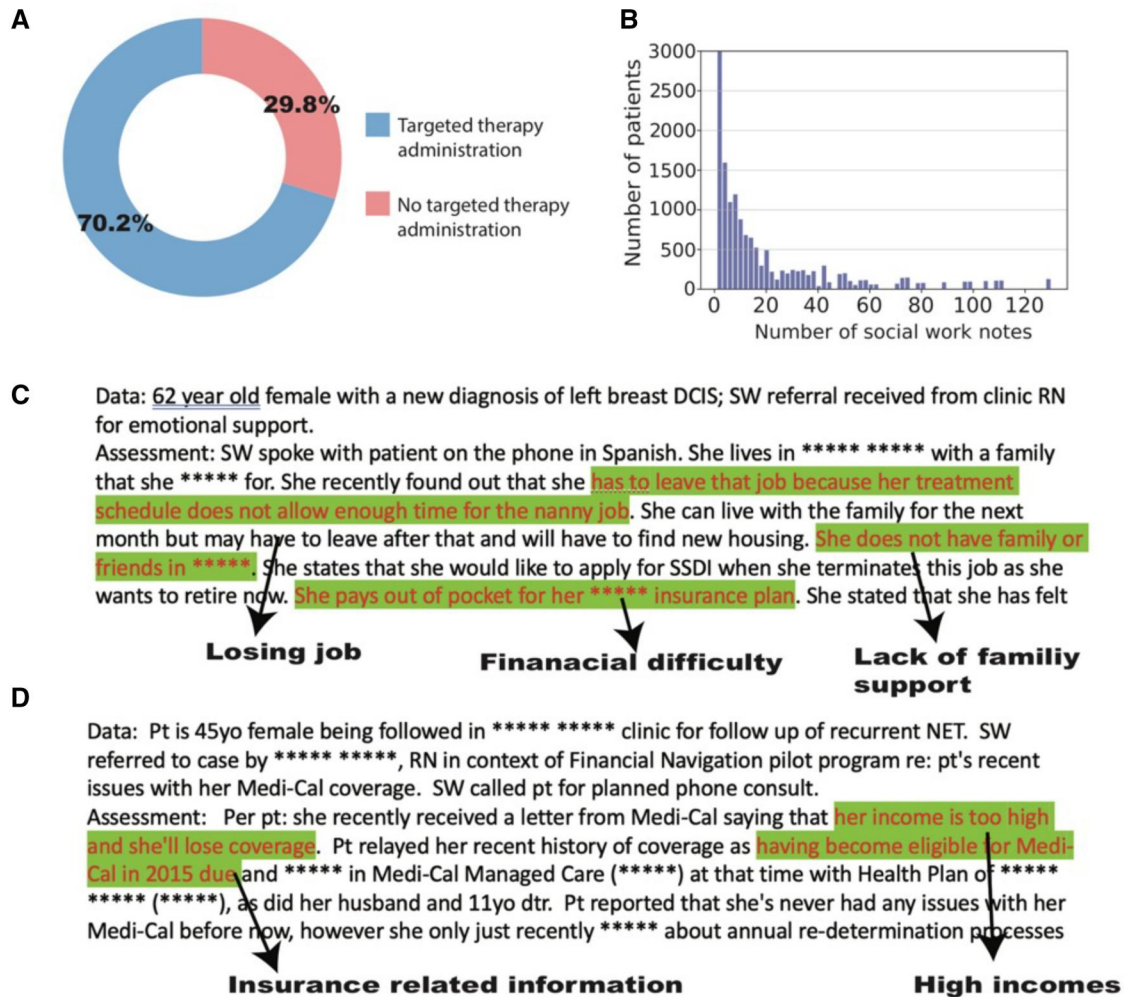 A
29.8%
70.2%
Targeted therapy
administration
No targeted therapy
administration
B
Number of patients
3000
2500
2000
1500
1000
500
0
0 20 40 60 80 100 120
Number of social work notes
C
Data: 62 year old female with a new diagnosis of left breast DCIS; SW referral received from clinic RN
for emotional support.
Assessment: SW spoke with patient on the phone in Spanish. She lives in ***** ***** with a family
that she ***** for. She recently found out that she has to leave that job because her treatment
schedule does not allow enough time for the nanny job. She can live with the family for the next
month but may have to leave after that and will have to find new housing. She does not have family or
friends in *****. She states that she would like to apply for SSDI when she terminates this job as she
wants to retire now. She pays out of pocket for her ***** insurance plan. She stated that she has felt
Losing job
Finanacial difficulty
Lack of familiy
support
D
Data: Pt is 45yo female being followed in ***** ***** clinic for follow up of recurrent NET. SW
referred to case by ***** *****, RN in context of Financial Navigation pilot program re: pt's recent
issues with her Medi-Cal coverage. SW called pt for planned phone consult.
Assessment: Per pt: she recently received a letter from Medi-Cal saying that her income is too high
and she'll lose coverage. Pt relayed her recent history of coverage as having become eligible for Medi-
Cal in 2015 due and ***** in Medi-Cal Managed Care (*****) at that time with Health Plan of *****
***** (*****), as did her husband and 11yo dtr. Pt reported that she's never had any issues with her
Medi-Cal before now, however she only just recently ***** about annual re-determination processes
Insurance related information
High incomes